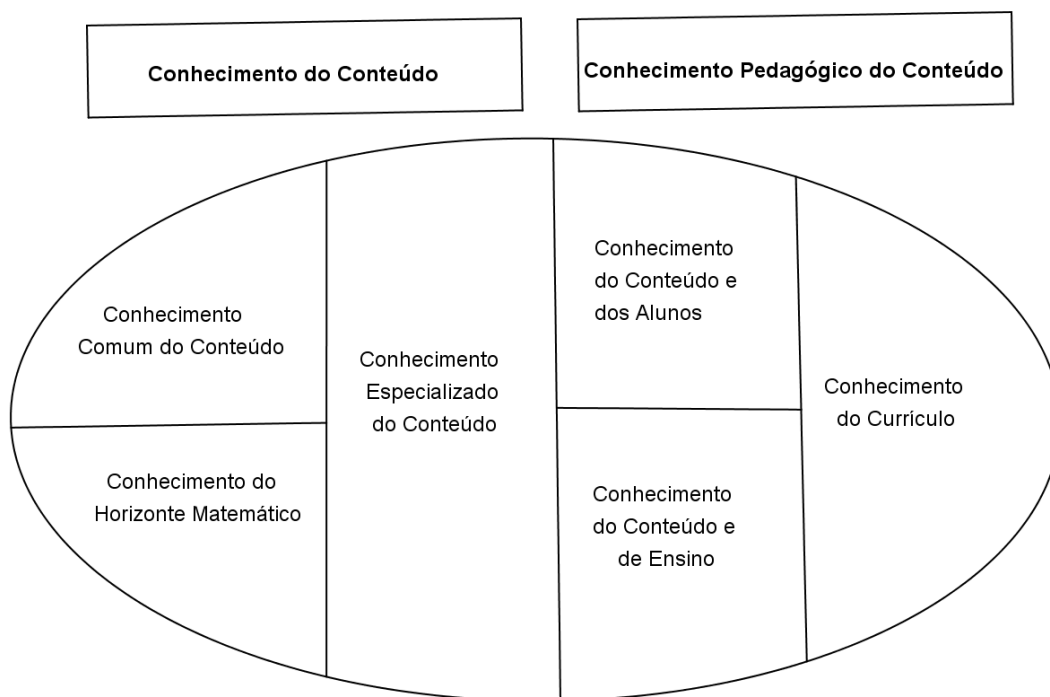 Conhecimento do Conteúdo
Conhecimento Pedagógico do Conteúdo
Conhecimento
Comum do Conteúdo
Conhecimento do
Horizonte Matemático
Conhecimento
Especializado
do Conteúdo
Conhecimento
do Conteúdo e
dos Alunos
Conhecimento
do Conteúdo e
de Ensino
Conhecimento
do Currículo